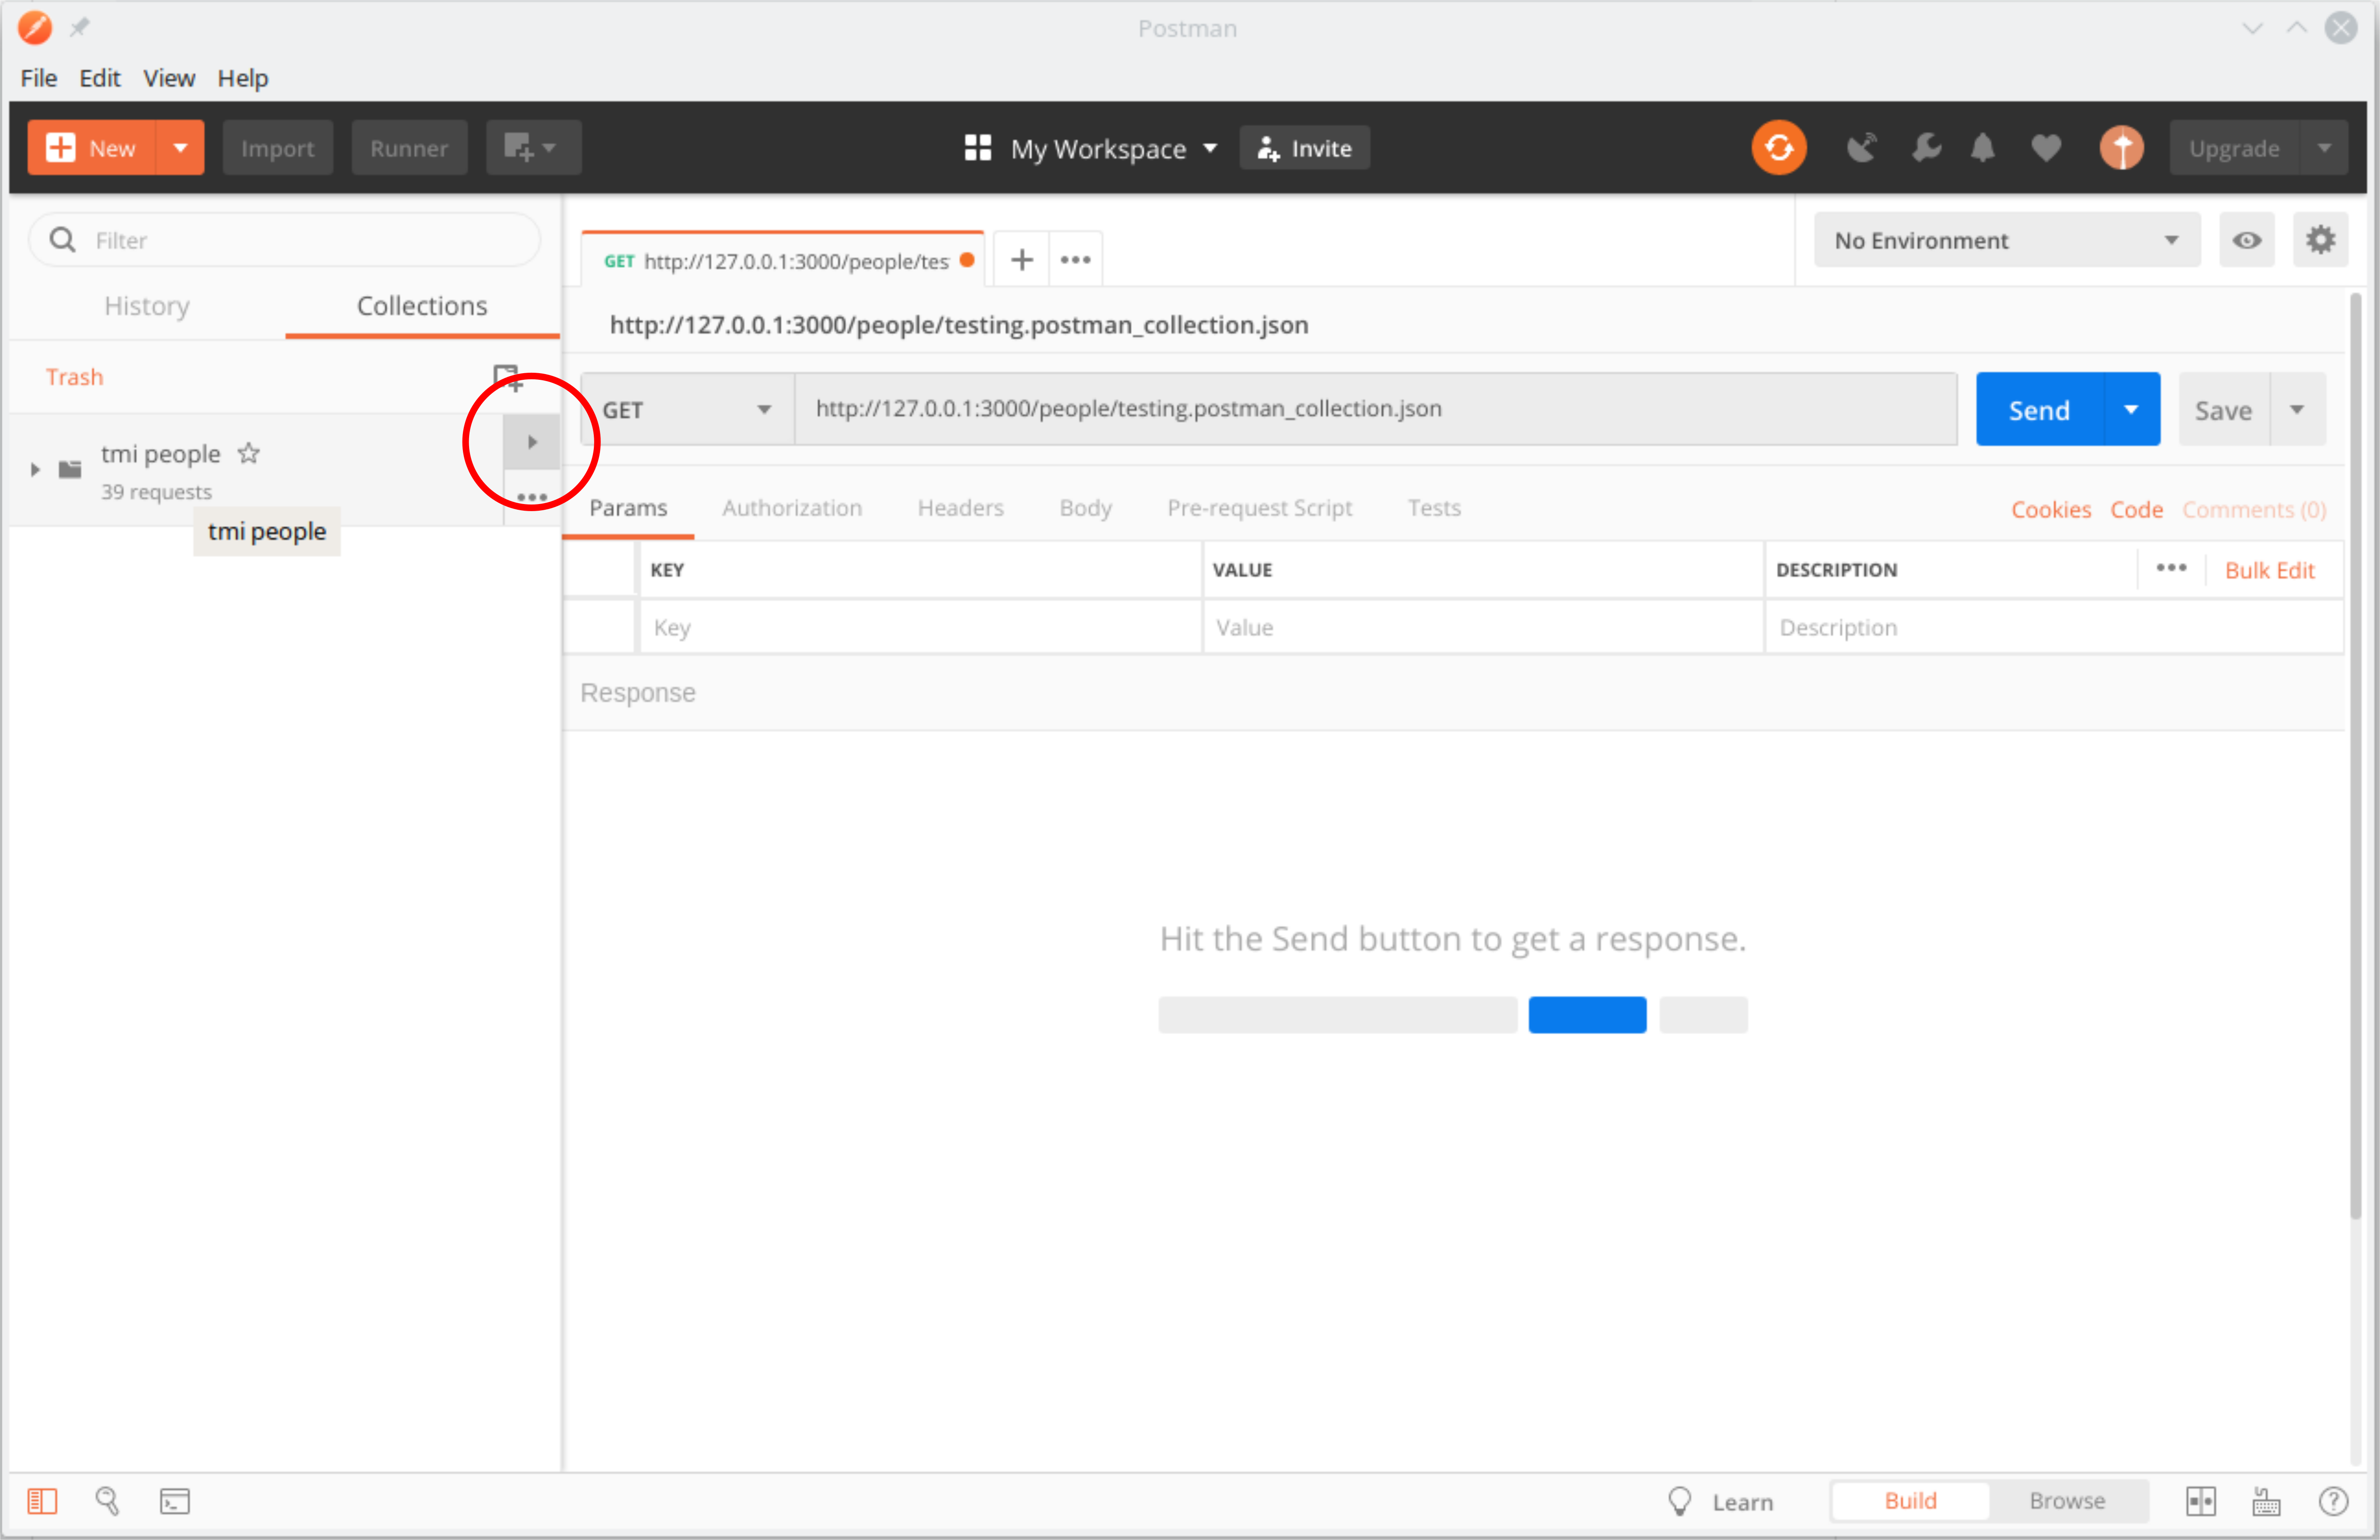 Postman
File Edit View Help
New Import Runner My Workspace Invite Upgrade
Filter
History Collections
Trash
tmi people
39 requests
tmi people
GET http://127.0.0.1:3000/people/tes
No Environment
http://127.0.0.1:3000/people/testing.postman_collection.json
GET http://127.0.0.1:3000/people/testing.postman_collection.json Send Save
Params Authorization Headers Body Pre-request Script Tests Cookies Code Comments (0)
KEY VALUE DESCRIPTION Bulk Edit
Key Value Description
Response
Hit the Send button to get a response.
Learn Build Browse